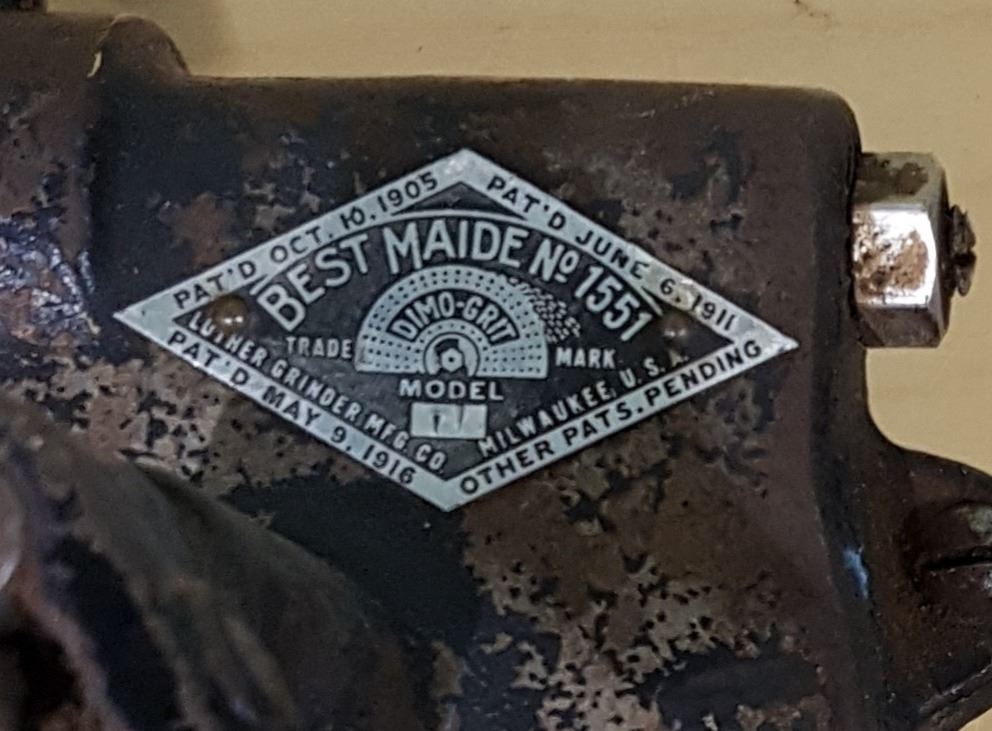 PAT'D OCT. 10, 1905
PAT'D JUNE 6, 1911
BEST MAIDE Nº 1551
DIMO-GRIT
TRADE MARK
MODEL
LUTHER GRINDER MFG. CO. MILWAUKEE, U. S. A.
PAT'D MAY 9, 1916
OTHER PATS. PENDING